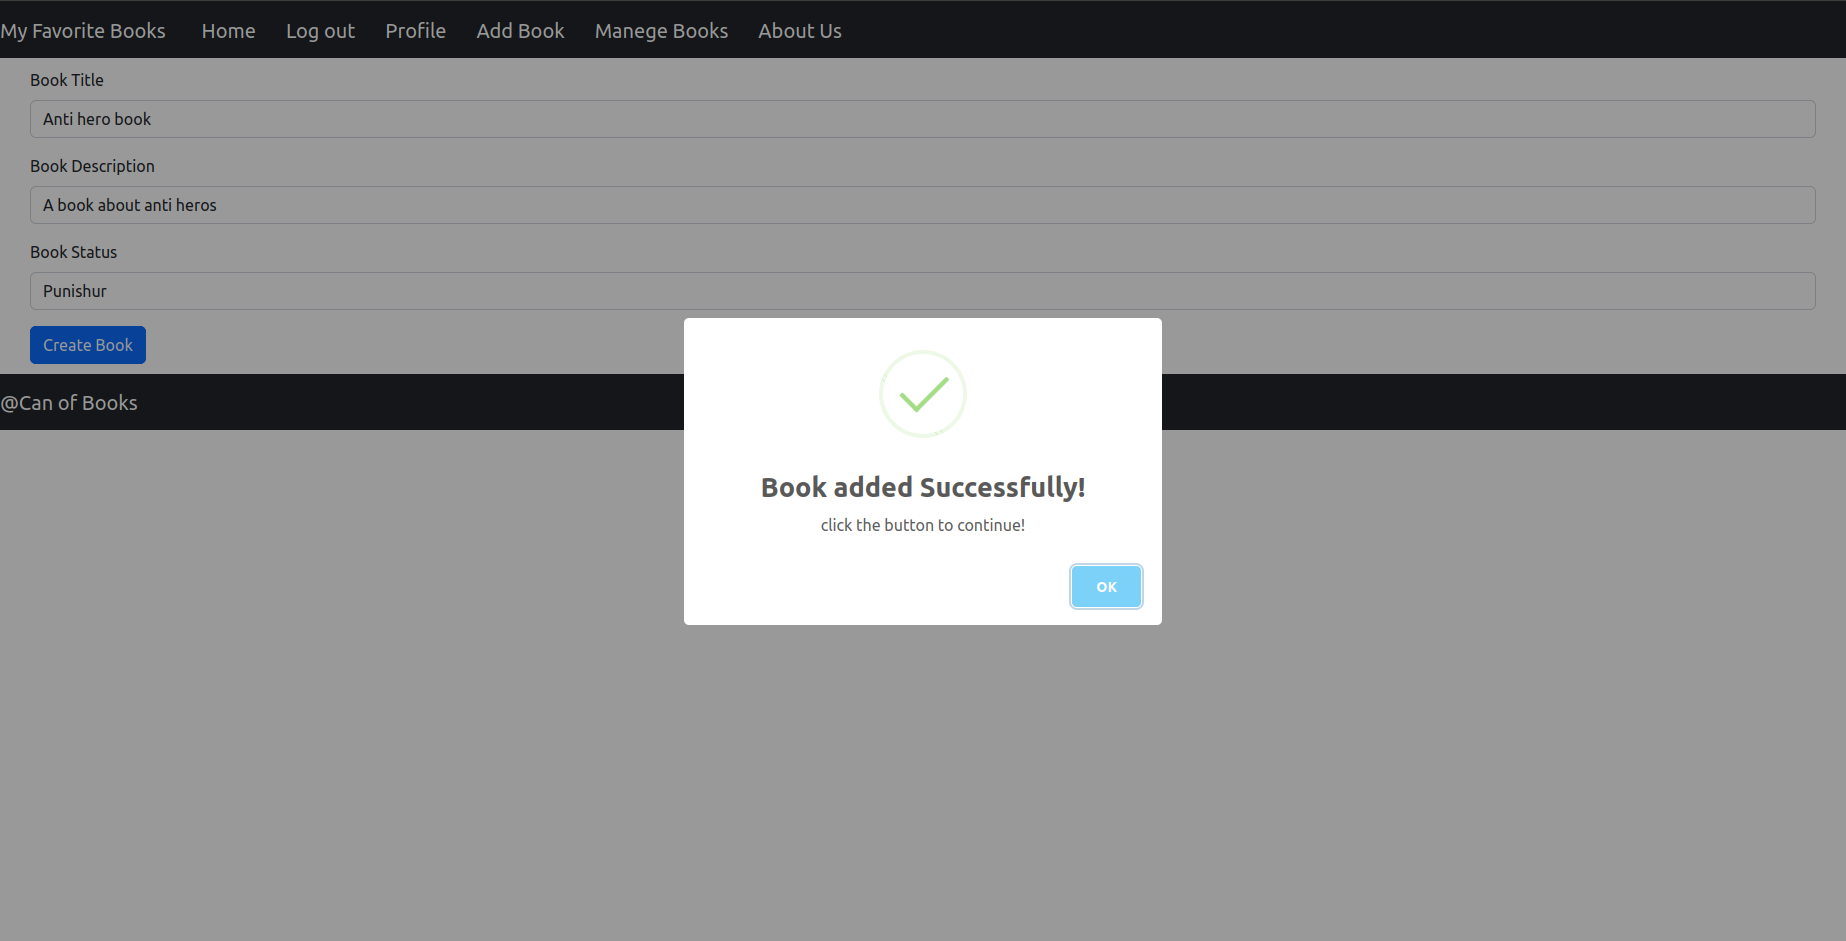 My Favorite Books Home Log out Profile Add Book Manege Books About Us
Book Title
Anti hero book
Book Description
A book about anti heros
Book Status
Punishur
Create Book
@Can of Books
Book added Successfully!
click the button to continue!
OK